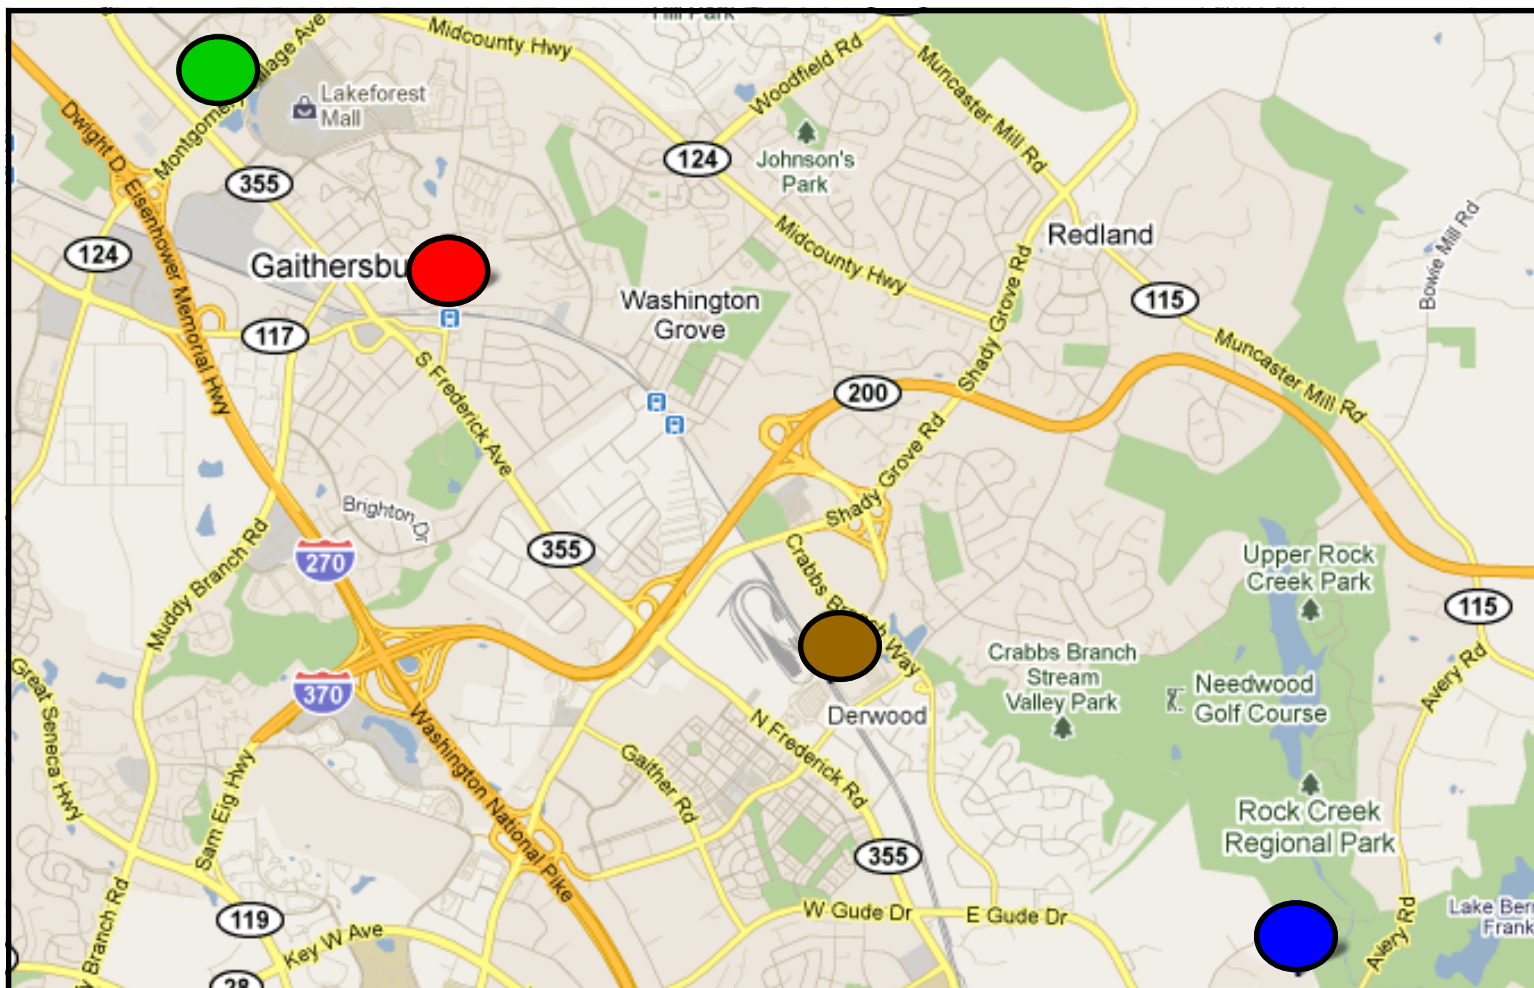 Midcounty Hwy
Lakeforest
Mall
Woodfield Rd
Muncaster Mill Rd
Dwight D. Eisenhower Memorial Hwy
124
Johnson's
Park
355
Redland
Bowie Mill Rd
124
Midcounty Hwy
Shady Grove Rd
115
Washington
Grove
117
Muncaster Mill Rd
S Frederick Ave
200
Shady Grove Rd
Brighton Dr
355
270
Crabbs Branch Way
Upper Rock
Creek Park
Muddy Branch Rd
115
Great Seneca Hwy
370
Crabbs Branch
Stream
Valley Park
Needwood
Golf Course
Avery Rd
Derwood
Washington National Pike
N Frederick Rd
Gaither Rd
Sam Eig Hwy
Rock Creek
Regional Park
355
119
W Gude Dr
E Gude Dr
Key W Ave
Branch Rd
Avery Rd
Lake
Frank
28